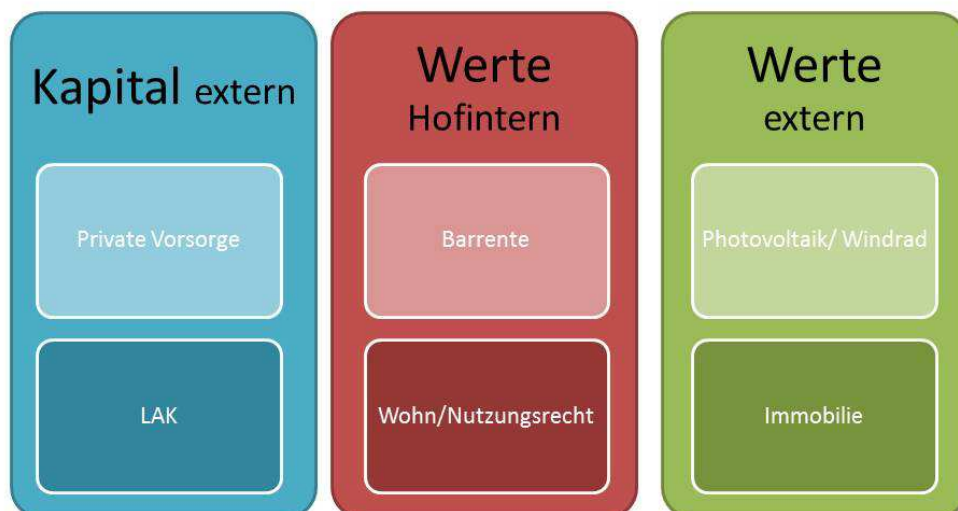 Kapital extern
Private Vorsorge
LAK
Werte
Hofintern
Barrente
Wohn/Nutzungsrecht
Werte
extern
Photovoltaik/ Windrad
Immobilie